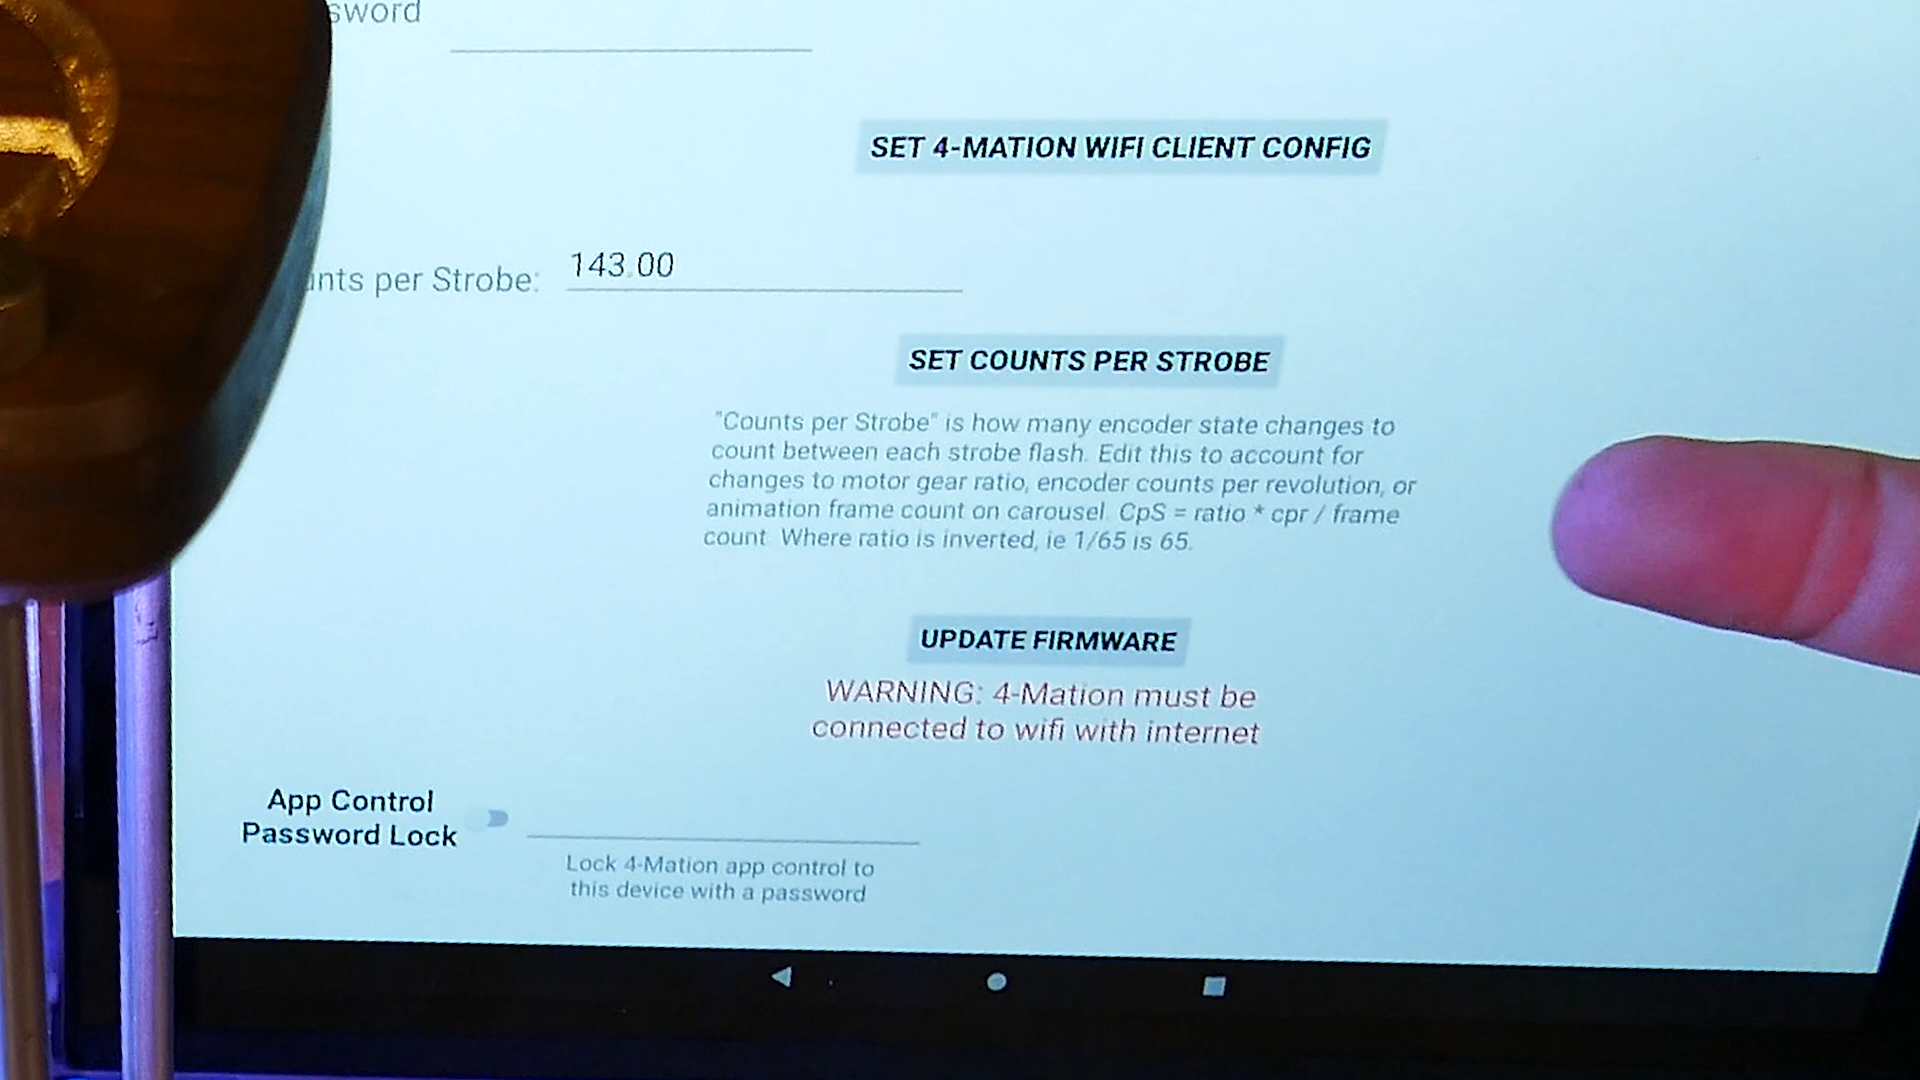 sword
SET 4-MATION WIFI CLIENT CONFIG
unts per Strobe: 143.00
SET COUNTS PER STROBE
"Counts per Strobe" is how many encoder state changes to
count between each strobe flash. Edit this to account for
changes to motor gear ratio, encoder counts per revolution, or
animation frame count on carousel. CpS = ratio * cpr / frame
count. Where ratio is inverted, ie 1/65 is 65.
UPDATE FIRMWARE
WARNING: 4-Mation must be
connected to wifi with internet
App Control
Password Lock
Lock 4-Mation app control to
this device with a password